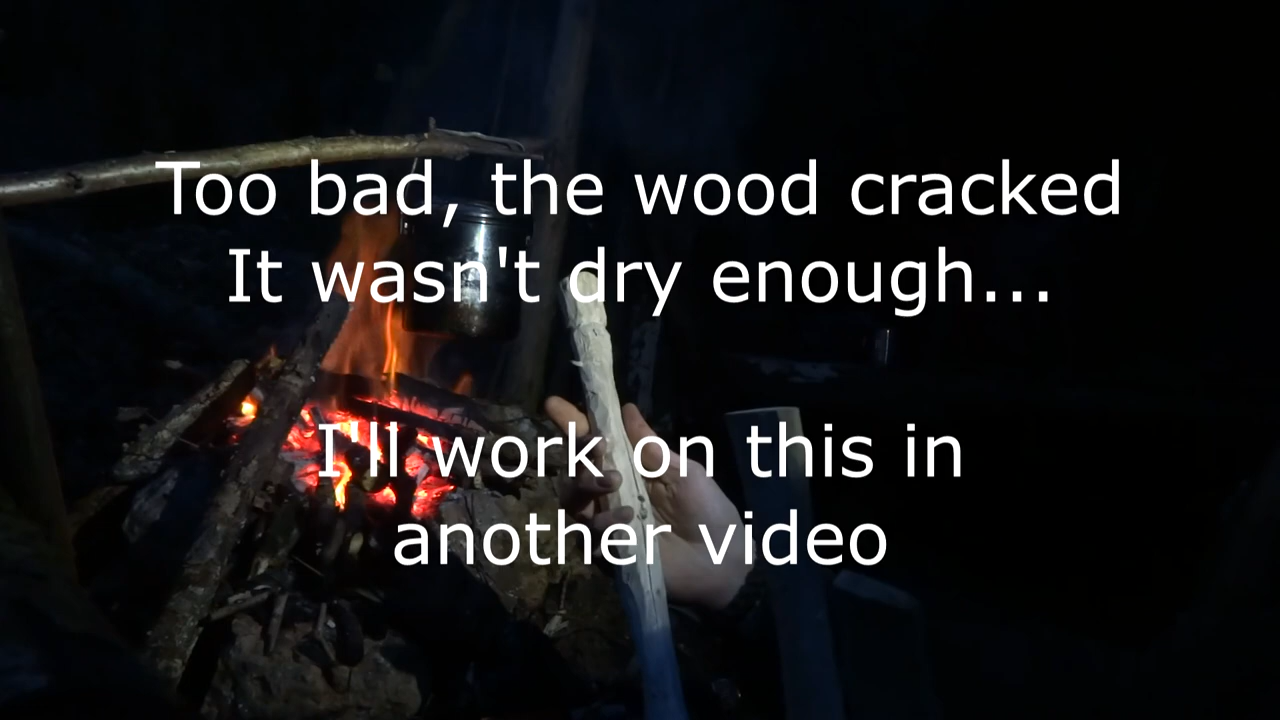 Too bad, the wood cracked
It wasn't dry enough...
I'll work on this in
another video